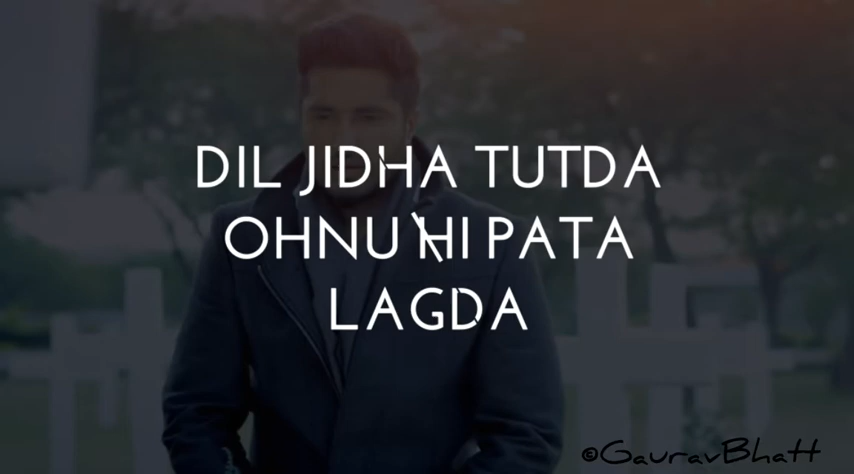 DIL JIDHA TUTDA
OHNU HI PATA
LAGDA
©GauravBhatt